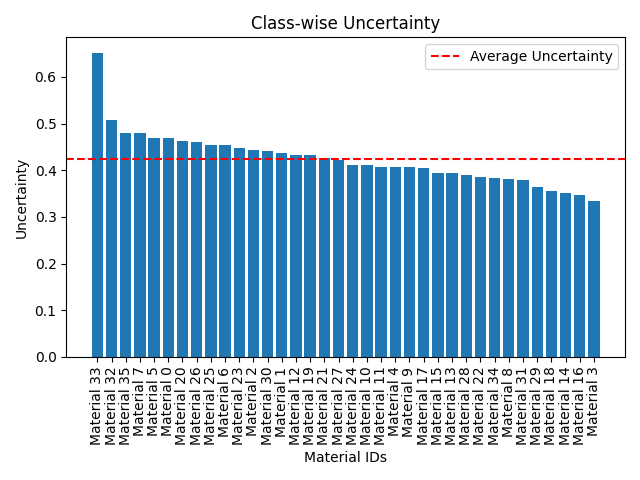 Class-wise Uncertainty
Average Uncertainty
Uncertainty
0.6
0.5
0.4
0.3
0.2
0.1
0.0
Material 33
Material 32
Material 35
Material 7
Material 5
Material 0
Material 20
Material 26
Material 25
Material 6
Material 23
Material 2
Material 30
Material 1
Material 12
Material 19
Material 21
Material 27
Material 24
Material 10
Material 11
Material 4
Material 9
Material 17
Material 15
Material 13
Material 28
Material 22
Material 34
Material 8
Material 31
Material 29
Material 18
Material 14
Material 16
Material 3
Material IDs